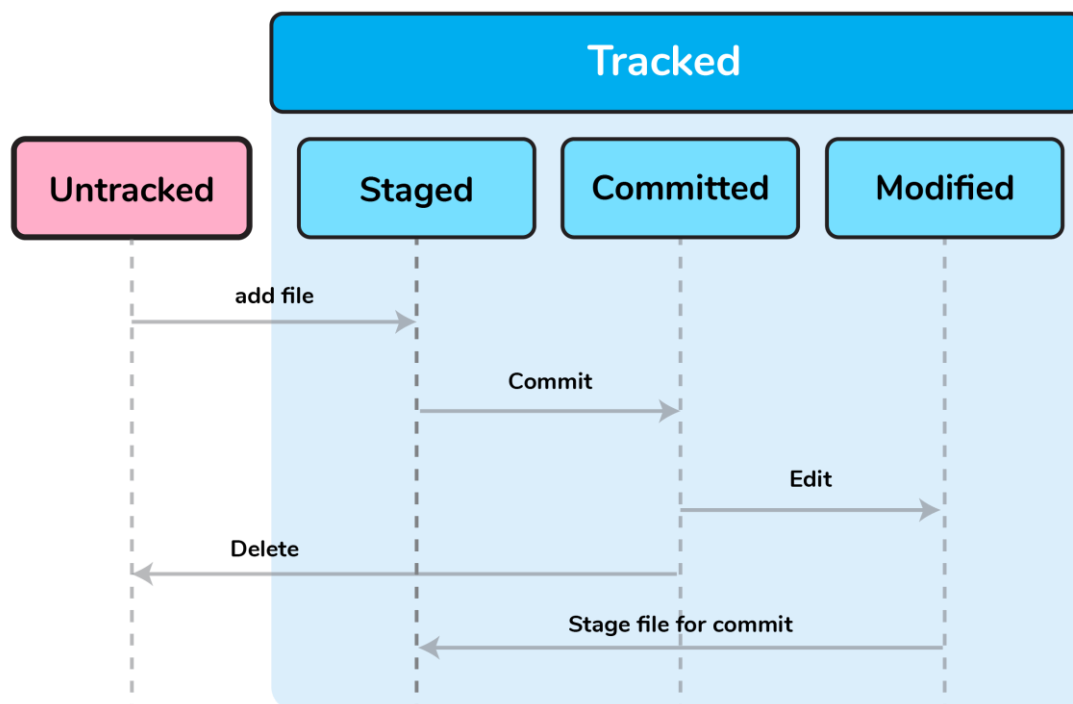 Tracked
Untracked
Staged
Committed
Modified
add file
Commit
Edit
Delete
Stage file for commit